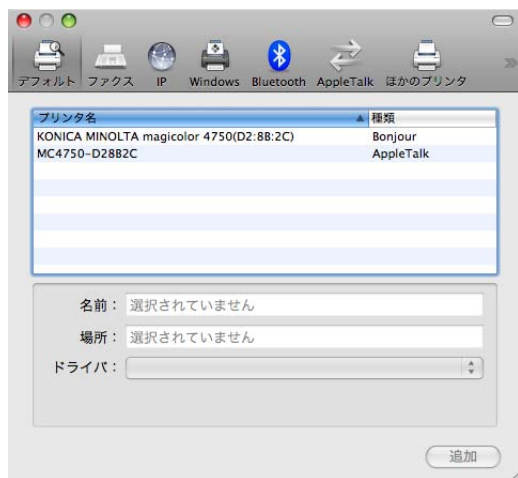 デフォルト ファクス IP Windows Bluetooth AppleTalk ほかのプリンタ
プリンタ名 種類
KONICA MINOLTA magicolor 4750(D2:8B:2C) Bonjour
MC4750-D28B2C AppleTalk
名前： 選択されていません
場所： 選択されていません
ドライバ：
追加